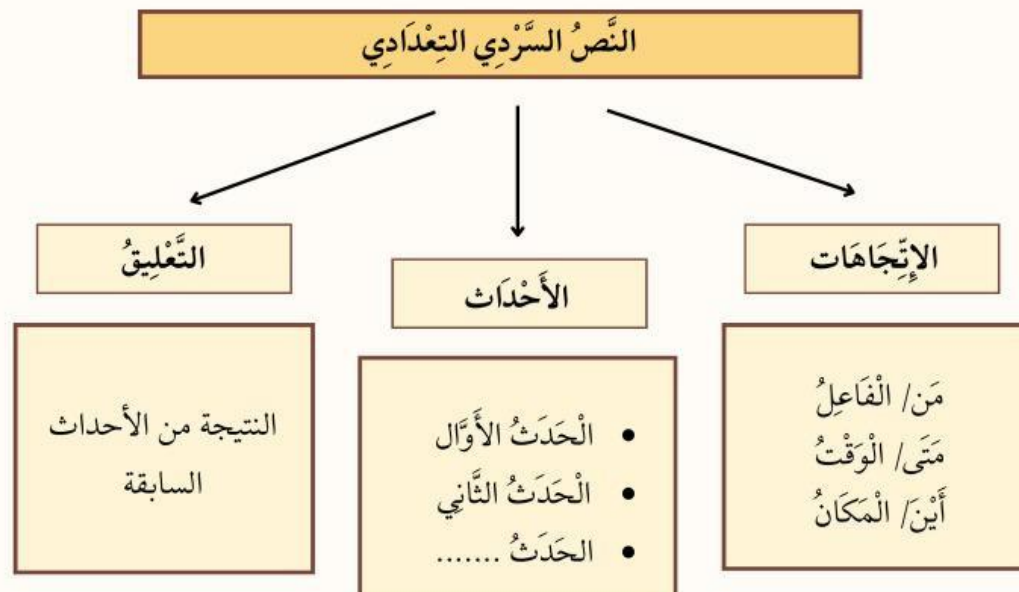 النَّصُ السَّرْدِي التِعْدَادِي
الإِتِّجَاهَات
مَن/ الْفَاعِلُ
مَتَى/ الْوَقْتُ
أَيْنَ/ الْمَكَانُ
الأَحْدَاث
• الْحَدَثُ الأَوَّال
• الْحَدَثُ الثَّانِي
• الحَدَثُ .......
التَّعْلِيقُ
النتيجة من الأحداث
السابقة